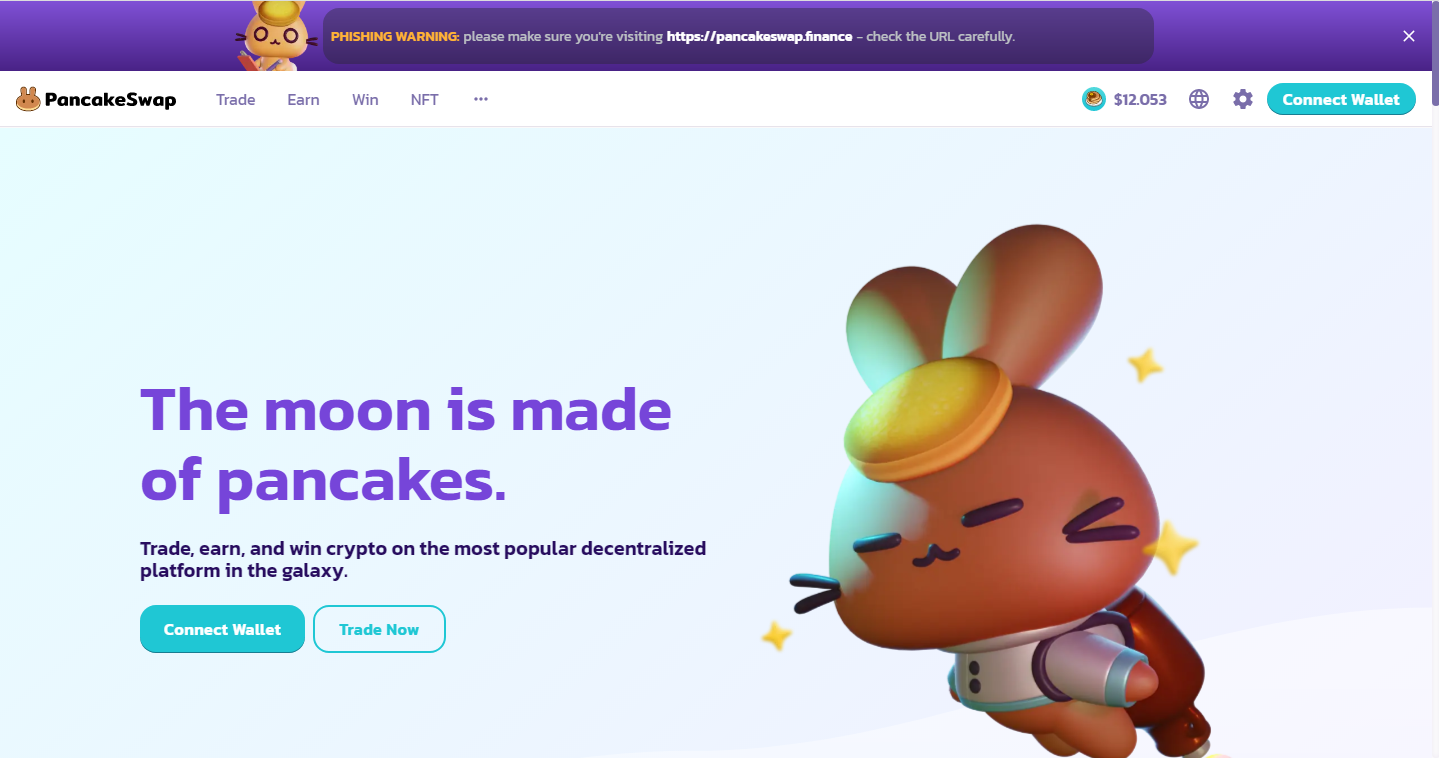 PHISHING WARNING: please make sure you're visiting https://pancakeswap.finance - check the URL carefully.
PancakeSwap Trade Earn Win NFT ••• $12.053 Connect Wallet
The moon is made
of pancakes.
Trade, earn, and win crypto on the most popular decentralized
platform in the galaxy.
Connect Wallet Trade Now